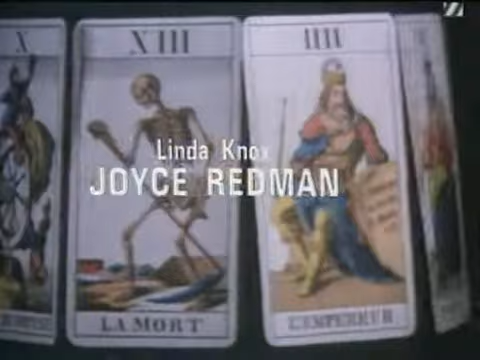 X
XIII
IIII
Linda Knox
JOYCE REDMAN
LA MORT
L'EMPEREUR